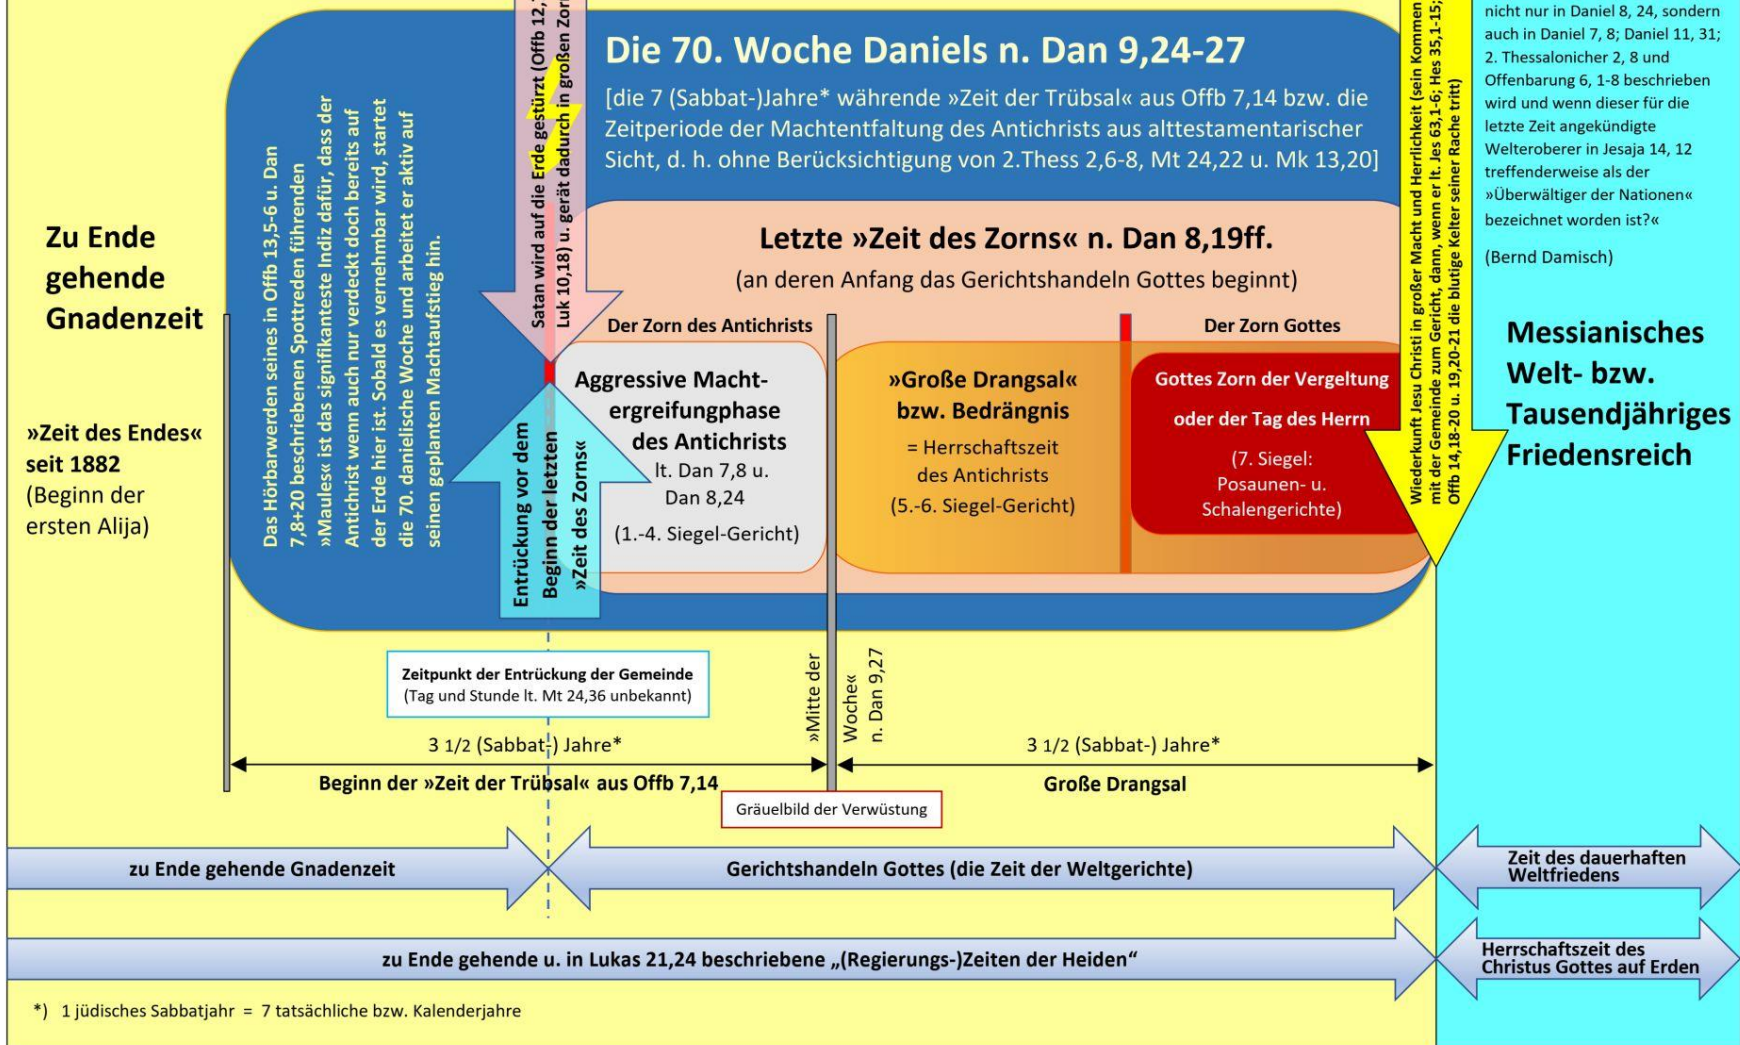 Die 70. Woche Daniels n. Dan 9,24-27
[die 7 (Sabbat-)Jahre* währende »Zeit der Trübsal« aus Offb 7,14 bzw. die
Zeitperiode der Machtentfaltung des Antichrists aus alttestamentarischer
Sicht, d. h. ohne Berücksichtigung von 2.Thess 2,6-8, Mt 24,22 u. Mk 13,20]
Zu Ende
gehende
Gnadenzeit
»Zeit des Endes«
seit 1882
(Beginn der
ersten Alija)
Das Hörbarwerden seines in Offb 13,5-6 u. Dan
7,8+20 beschriebenen Spottreden führenden
»Maules« ist das signifikanteste Indiz dafür, dass der
Antichrist wenn auch nur verdeckt doch bereits auf
der Erde hier ist. Sobald es vernehmbar wird, startet
die 70. danielische Woche und arbeitet er aktiv auf
seinen geplanten Machtaufstieg hin.
Satan wird auf die Erde gestürzt (Offb 12,
Luk 10,18) u. gerät dadurch in großen Zor
Entrückung vor dem
Beginn der letzten
»Zeit des Zorns«
Letzte »Zeit des Zorns« n. Dan 8,19ff.
(an deren Anfang das Gerichtshandeln Gottes beginnt)
Der Zorn des Antichrists
Aggressive Macht-
ergreifungphase
des Antichrists
lt. Dan 7,8 u.
Dan 8,24
(1.-4. Siegel-Gericht)
»Große Drangsal«
bzw. Bedrängnis
= Herrschaftszeit
des Antichrists
(5.-6. Siegel-Gericht)
Der Zorn Gottes
Gottes Zorn der Vergeltung
oder der Tag des Herrn
(7. Siegel:
Posaunen- u.
Schalengerichte)
Wiederkunft Jesu Christi in großer Macht und Herrlichkeit (sein Kommen
mit der Gemeinde zum Gericht, dann, wenn er lt. Jes 63,1-6; Hes 35,1-15;
Offb 14,18-20 u. 19,20-21 die blutige Kelter seiner Rache tritt)
nicht nur in Daniel 8, 24, sondern
auch in Daniel 7, 8; Daniel 11, 31;
2. Thessalonicher 2, 8 und
Offenbarung 6, 1-8 beschrieben
wird und wenn dieser für die
letzte Zeit angekündigte
Welteroberer in Jesaja 14, 12
treffenderweise als der
»Überwältiger der Nationen«
bezeichnet worden ist?«
(Bernd Damisch)
Messianisches
Welt- bzw.
Tausendjähriges
Friedensreich
Zeitpunkt der Entrückung der Gemeinde
(Tag und Stunde lt. Mt 24,36 unbekannt)
»Mitte der
Woche«
n. Dan 9,27
3 1/2 (Sabbat-) Jahre*
Beginn der »Zeit der Trübsal« aus Offb 7,14
3 1/2 (Sabbat-) Jahre*
Große Drangsal
Gräuelbild der Verwüstung
zu Ende gehende Gnadenzeit
Gerichtshandeln Gottes (die Zeit der Weltgerichte)
Zeit des dauerhaften
Weltfriedens
zu Ende gehende u. in Lukas 21,24 beschriebene „(Regierungs-)Zeiten der Heiden“
Herrschaftszeit des
Christus Gottes auf Erden
*) 1 jüdisches Sabbatjahr = 7 tatsächliche bzw. Kalenderjahre